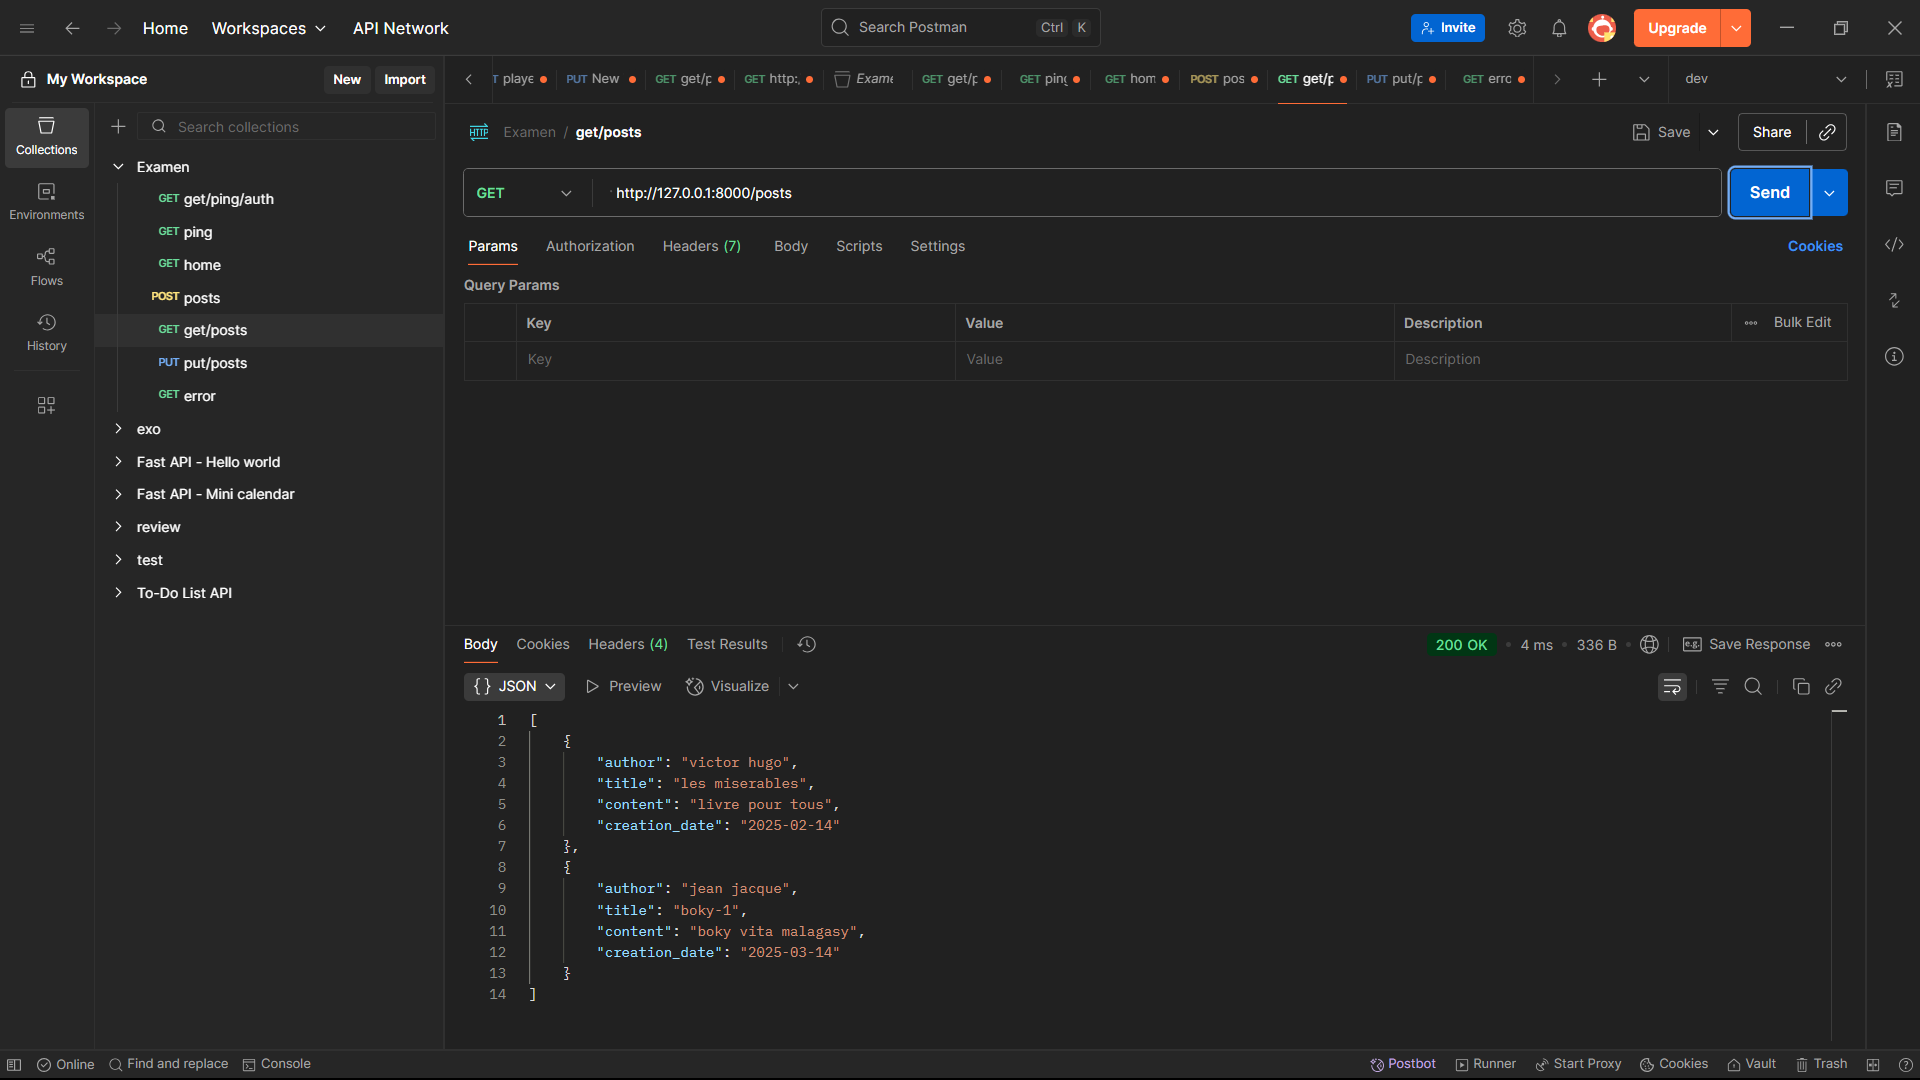 Home
Workspaces
API Network
Search Postman
Ctrl K
Invite
Upgrade
My Workspace
New
Import
T playe
PUT New
GET get/p
GET http:
Exame
GET get/p
GET ping
GET hom
POST pos
GET get/p
PUT put/p
GET erro
dev
Collections
Environments
Flows
History
Search collections
Examen
GET get/ping/auth
GET ping
GET home
POST posts
GET get/posts
PUT put/posts
GET error
exo
Fast API - Hello world
Fast API - Mini calendar
review
test
To-Do List API
HTTP
Examen / get/posts
Save
Share
GET
http://127.0.0.1:8000/posts
Send
Params
Authorization
Headers (7)
Body
Scripts
Settings
Cookies
Query Params
Key
Value
Description
Bulk Edit
Key
Value
Description
Body
Cookies
Headers (4)
Test Results
200 OK
4 ms
336 B
e.g.
Save Response
{} JSON
Preview
Visualize
1 [
2 {
3 "author": "victor hugo",
4 "title": "les miserables",
5 "content": "livre pour tous",
6 "creation_date": "2025-02-14"
7 },
8 {
9 "author": "jean jacque",
10 "title": "boky-1",
11 "content": "boky vita malagasy",
12 "creation_date": "2025-03-14"
13 }
14 ]
Online
Find and replace
Console
Postbot
Runner
Start Proxy
Cookies
Vault
Trash